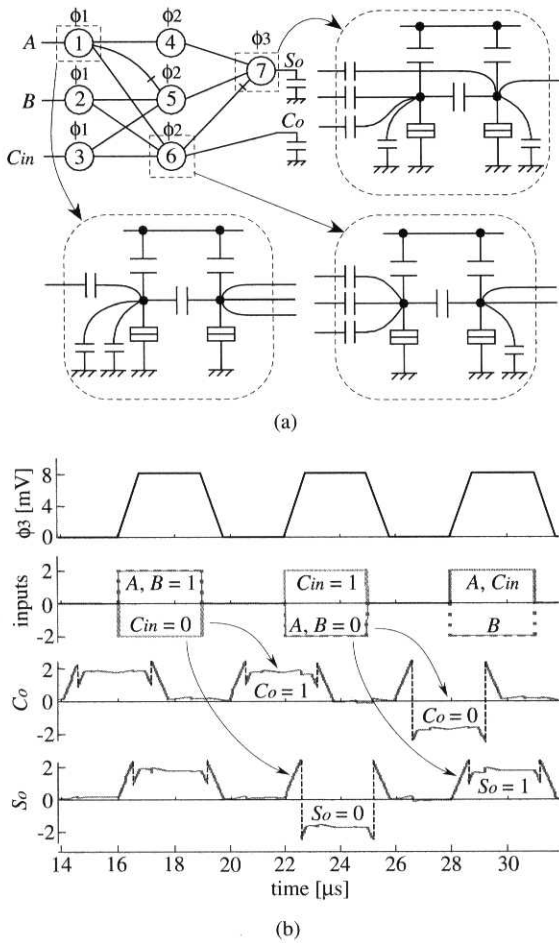 ϕ1 ϕ2
A 1 4 ϕ3
ϕ1 ϕ2 7 So
B 2 5
ϕ1 ϕ2 Co
Cin 3 6
(a)
ϕ3 [mV]
8
4
0
inputs
2
0
-2
A, B = 1
Cin = 0
Cin = 1
A, B = 0
A, Cin
B
Co
2
0
-2
Co = 1
Co = 0
So
2
0
-2
So = 0
So = 1
14 16 18 20 22 24 26 28 30
time [μs]
(b)